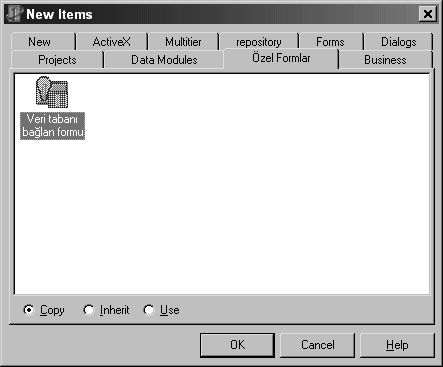 New Items
New ActiveX Multitier repository Forms Dialogs
Projects Data Modules Özel Formlar Business
Veri tabanı
bağlan formu
Copy Inherit Use
OK Cancel Help